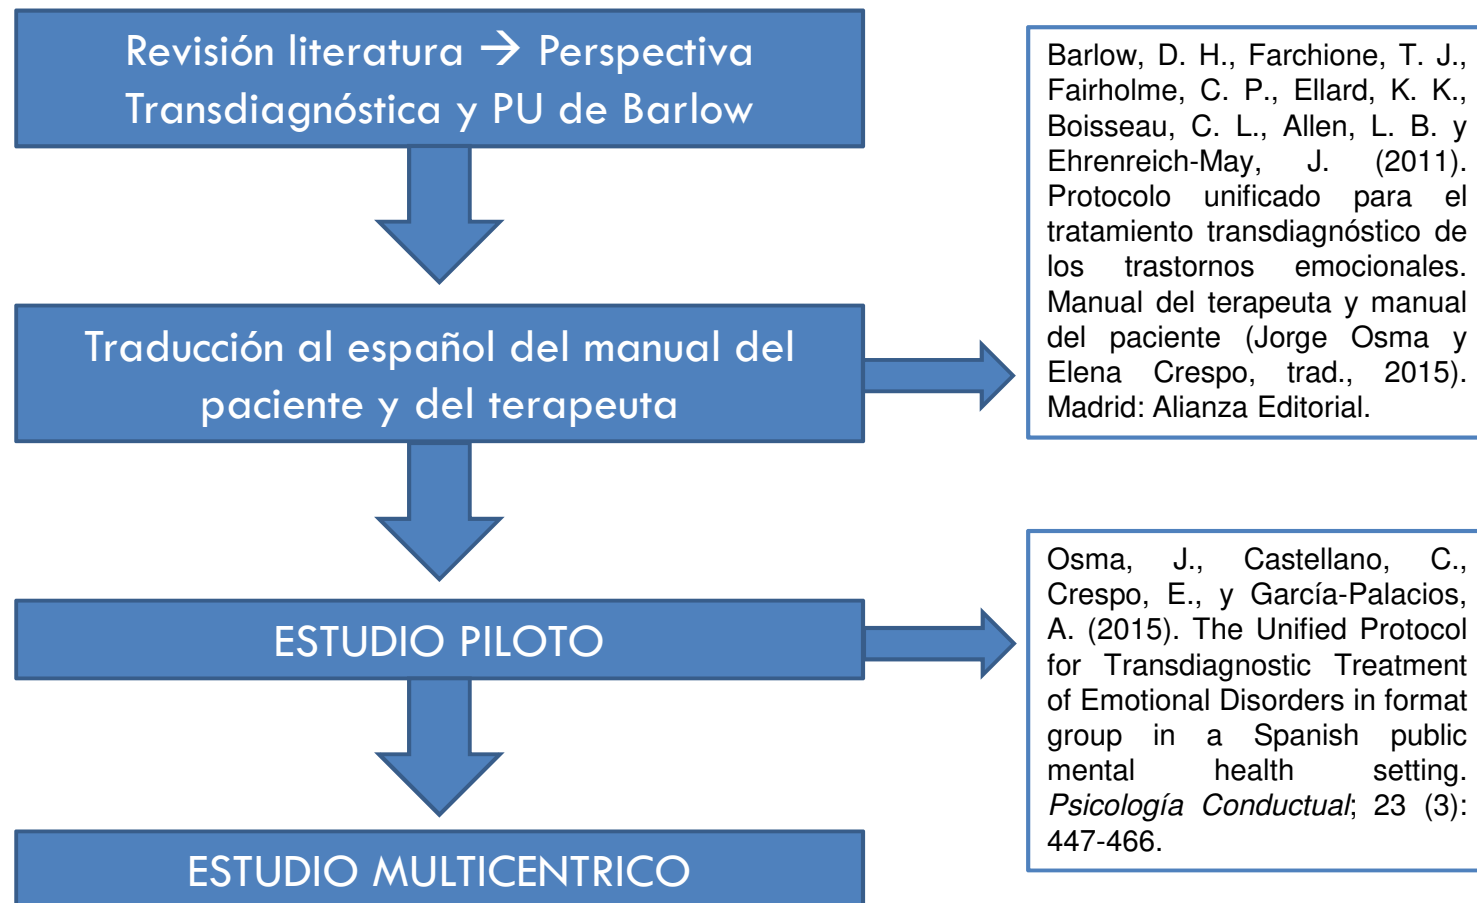 Revisión literatura → Perspectiva
Transdiagnóstica y PU de Barlow
Barlow, D. H., Farchione, T. J.,
Fairholme, C. P., Ellard, K. K.,
Boisseau, C. L., Allen, L. B. y
Ehrenreich-May, J. (2011).
Protocolo unificado para el
tratamiento transdiagnóstico de
los trastornos emocionales.
Manual del terapeuta y manual
del paciente (Jorge Osma y
Elena Crespo, trad., 2015).
Madrid: Alianza Editorial.
Traducción al español del manual del
paciente y del terapeuta
ESTUDIO PILOTO
Osma, J., Castellano, C.,
Crespo, E., y García-Palacios,
A. (2015). The Unified Protocol
for Transdiagnostic Treatment
of Emotional Disorders in format
group in a Spanish public
mental health setting.
Psicología Conductual; 23 (3):
447-466.
ESTUDIO MULTICENTRICO